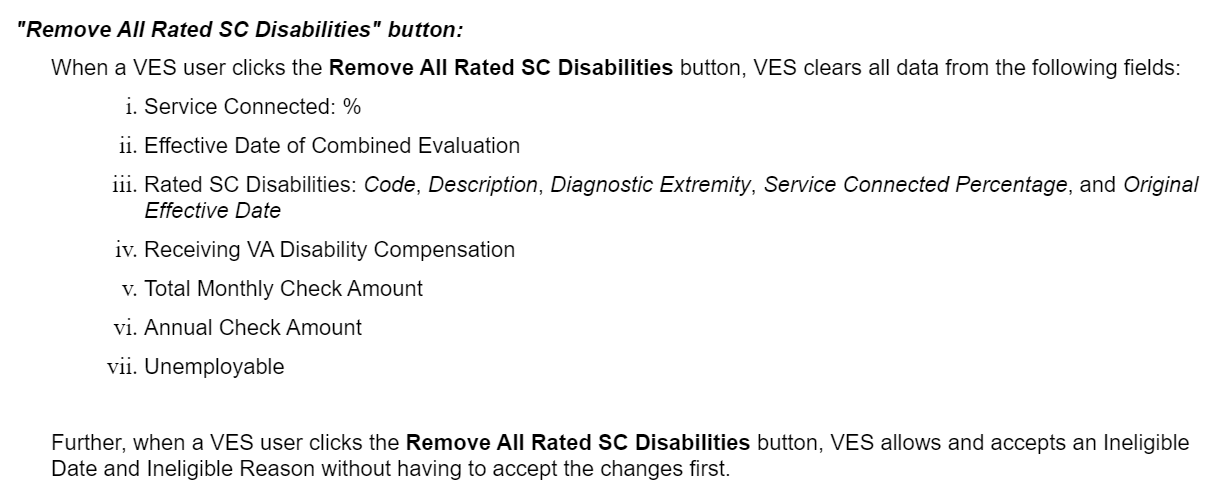 "Remove All Rated SC Disabilities" button:
When a VES user clicks the Remove All Rated SC Disabilities button, VES clears all data from the following fields:
i. Service Connected: %
ii. Effective Date of Combined Evaluation
iii. Rated SC Disabilities: Code, Description, Diagnostic Extremity, Service Connected Percentage, and Original
Effective Date
iv. Receiving VA Disability Compensation
v. Total Monthly Check Amount
vi. Annual Check Amount
vii. Unemployable
Further, when a VES user clicks the Remove All Rated SC Disabilities button, VES allows and accepts an Ineligible
Date and Ineligible Reason without having to accept the changes first.